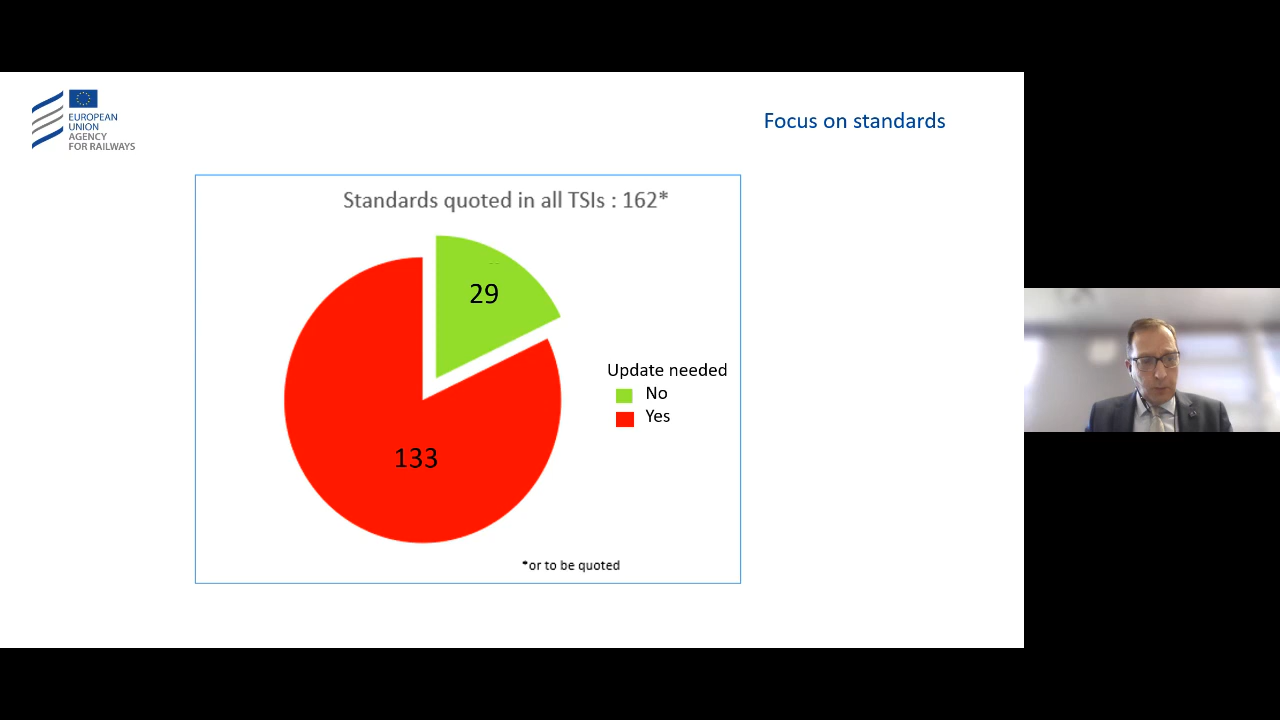 EUROPEAN
UNION
AGENCY
FOR RAILWAYS
Focus on standards
Standards quoted in all TSIs : 162*
29
133
Update needed
No
Yes
*or to be quoted